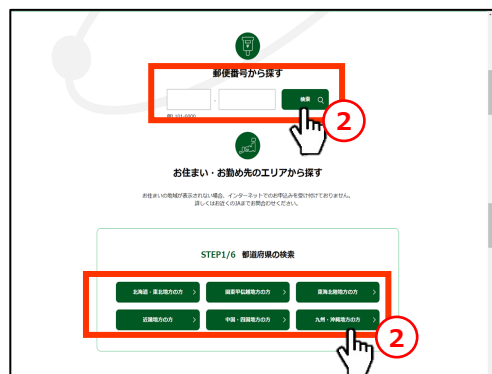 郵便番号から探す
-
検索
例) 101-0000
2
お住まい・お勤め先のエリアから探す
お住まいの地域が表示されない場合、インターネットでのお申込みを受け付けておりません。
詳しくはお近くのJAまでお問合わせください。
STEP1/6 都道府県の検索
北海道・東北地方の方
関東甲信越地方の方
東海北陸地方の方
近畿地方の方
中国・四国地方の方
九州・沖縄地方の方
2